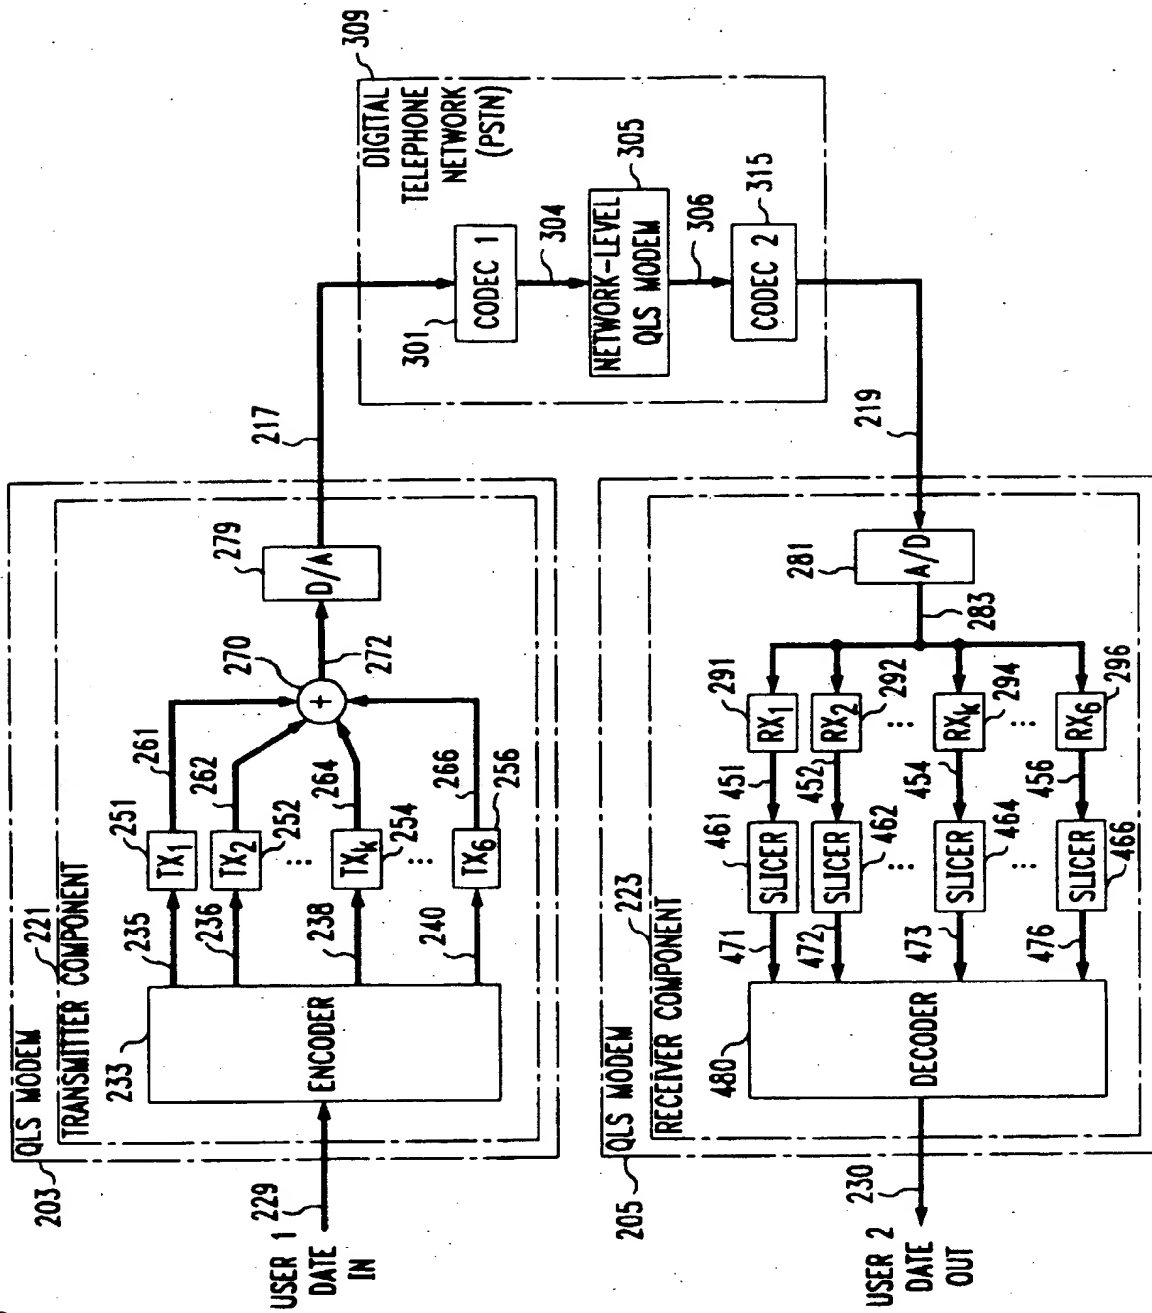 203
QLS MODEM
221
TRANSMITTER COMPONENT
USER 1
DATE
IN
229
233
ENCODER
235
236
238
240
TX1
251
TX2
252
...
TXk
254
...
TX6
256
261
262
264
266
270
+
272
D/A
279
217
309
DIGITAL
TELEPHONE
NETWORK
(PSTN)
301
CODEC 1
304
NETWORK-LEVEL
QLS MODEM
305
306
CODEC 2
315
219
205
QLS MODEM
223
RECEIVER COMPONENT
281
A/D
283
RX1
291
RX2
292
...
RXk
294
...
RX6
296
451
452
454
456
SLICER
461
SLICER
462
...
SLICER
464
...
SLICER
466
471
472
473
476
480
DECODER
230
USER 2
DATE
OUT